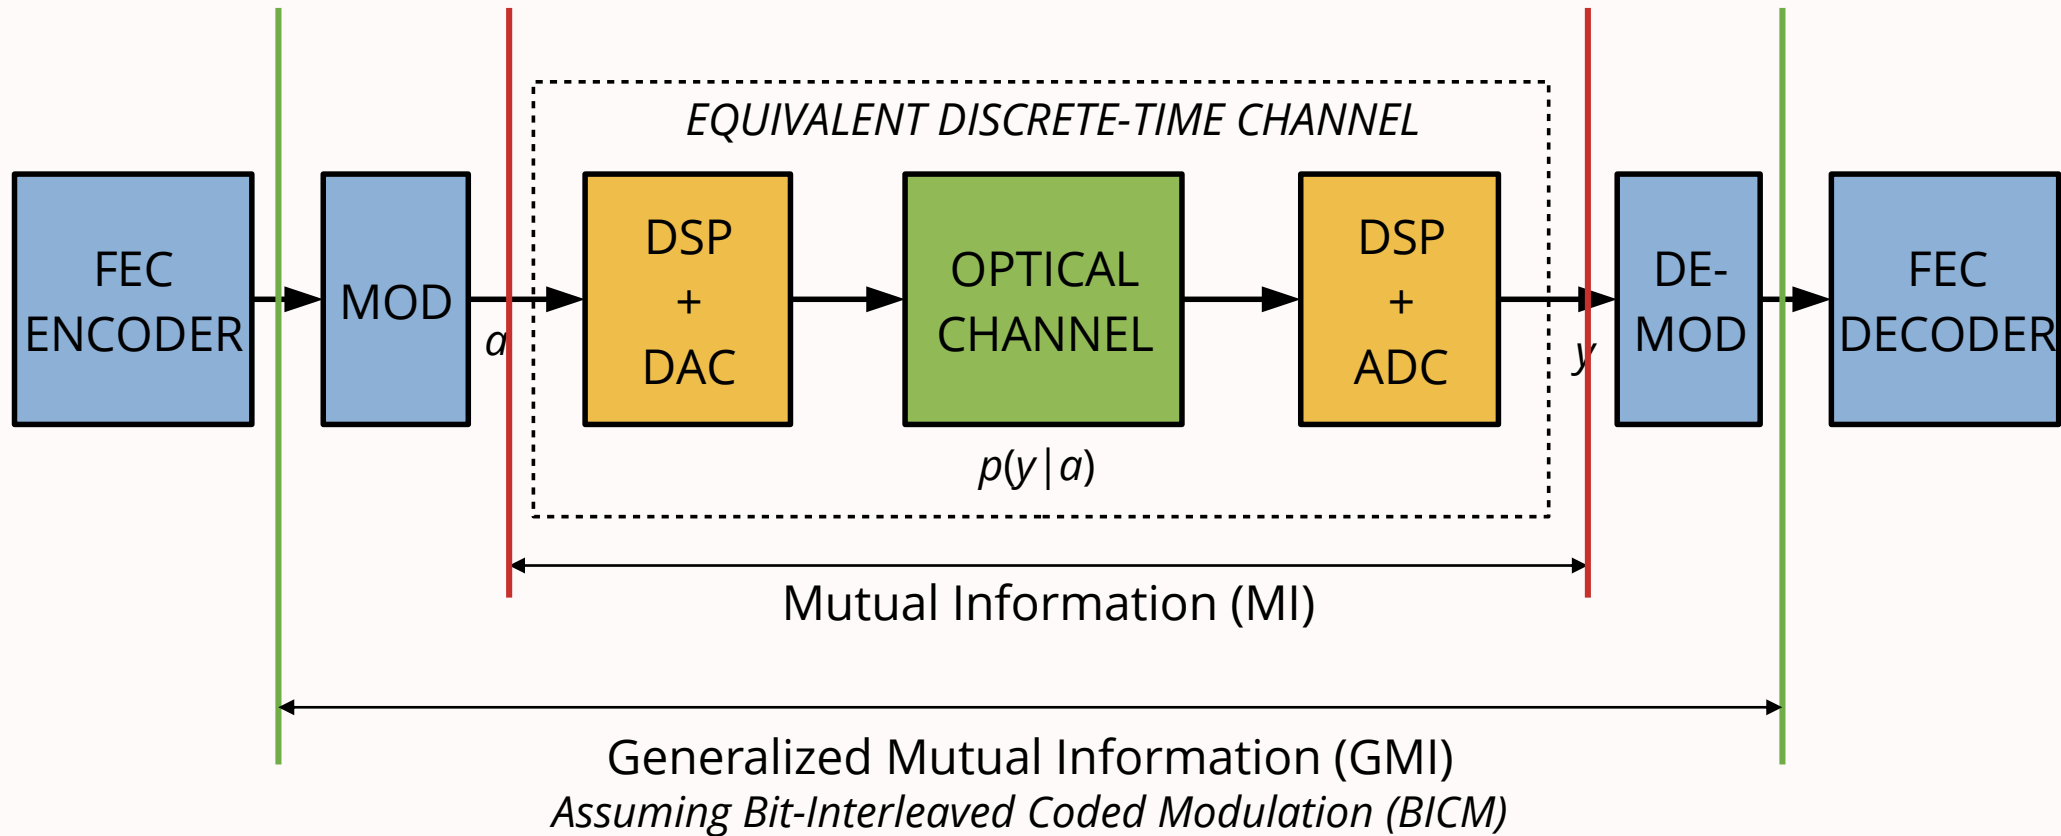 EQUIVALENT DISCRETE-TIME CHANNEL
FEC
ENCODER
MOD
a
DSP
+
DAC
OPTICAL
CHANNEL
p(y|a)
DSP
+
ADC
y
DE-
MOD
FEC
DECODER
Mutual Information (MI)
Generalized Mutual Information (GMI)
Assuming Bit-Interleaved Coded Modulation (BICM)